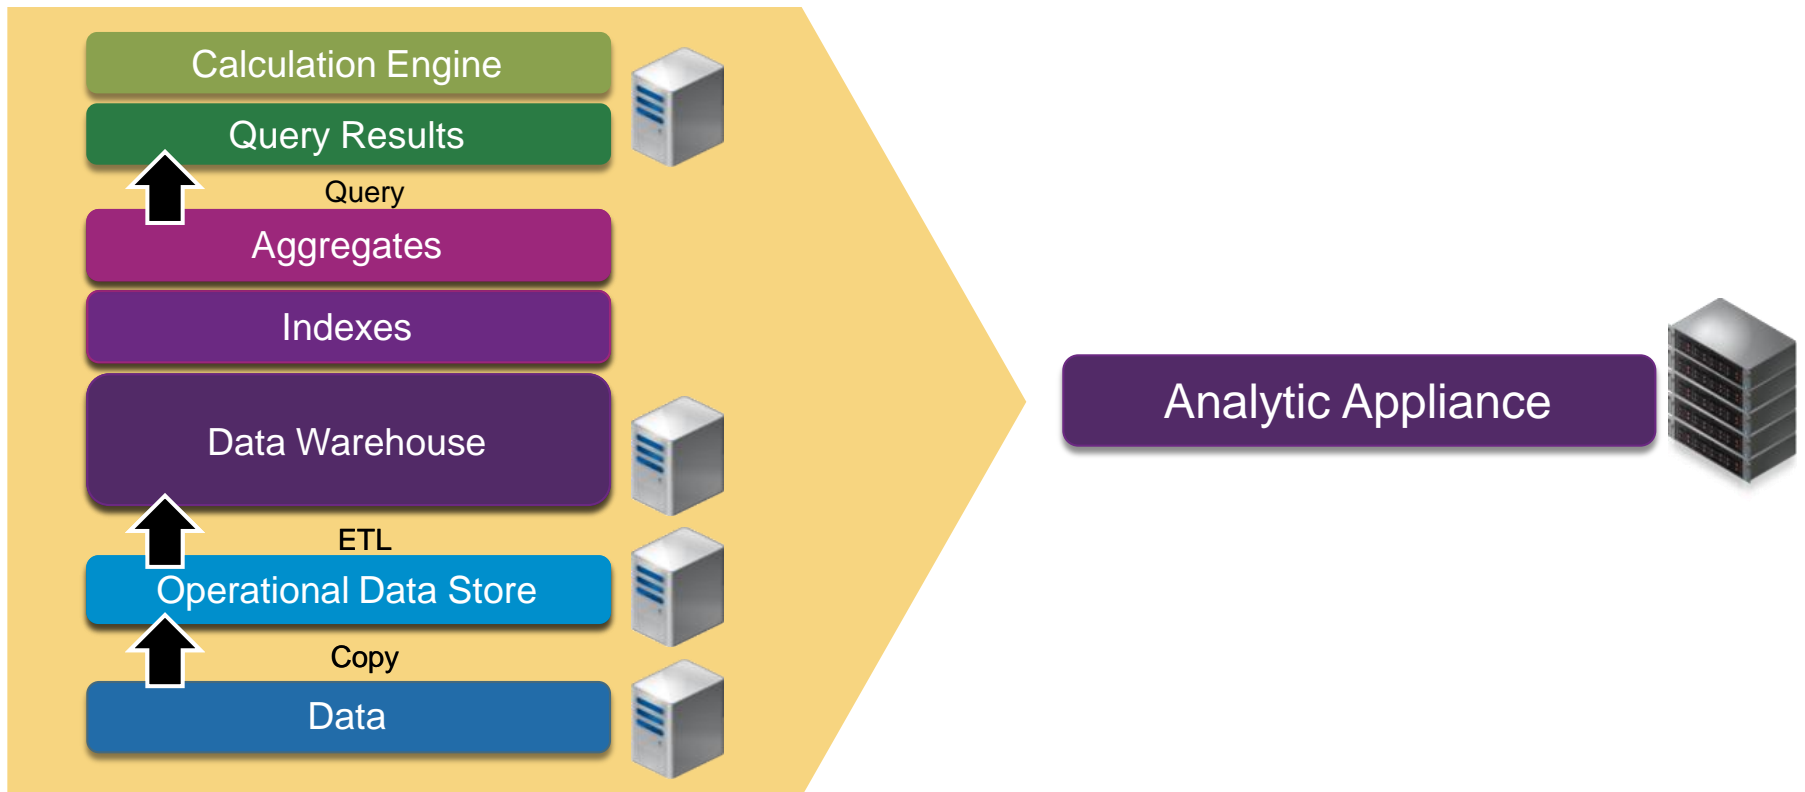 Calculation Engine
Query Results
Query
Aggregates
Indexes
Data Warehouse
ETL
Operational Data Store
Copy
Data
Analytic Appliance